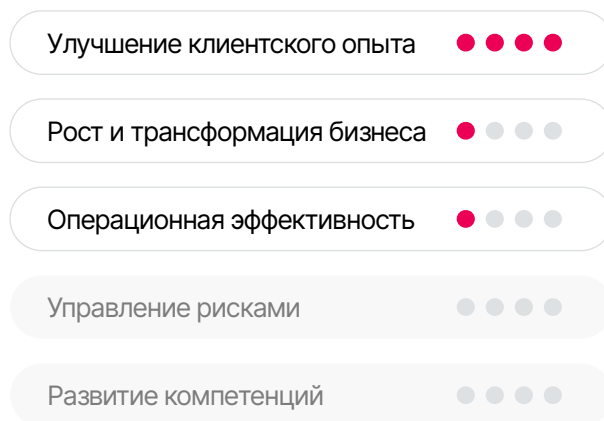 Улучшение клиентского опыта
Рост и трансформация бизнеса
Операционная эффективность
Управление рисками
Развитие компетенций